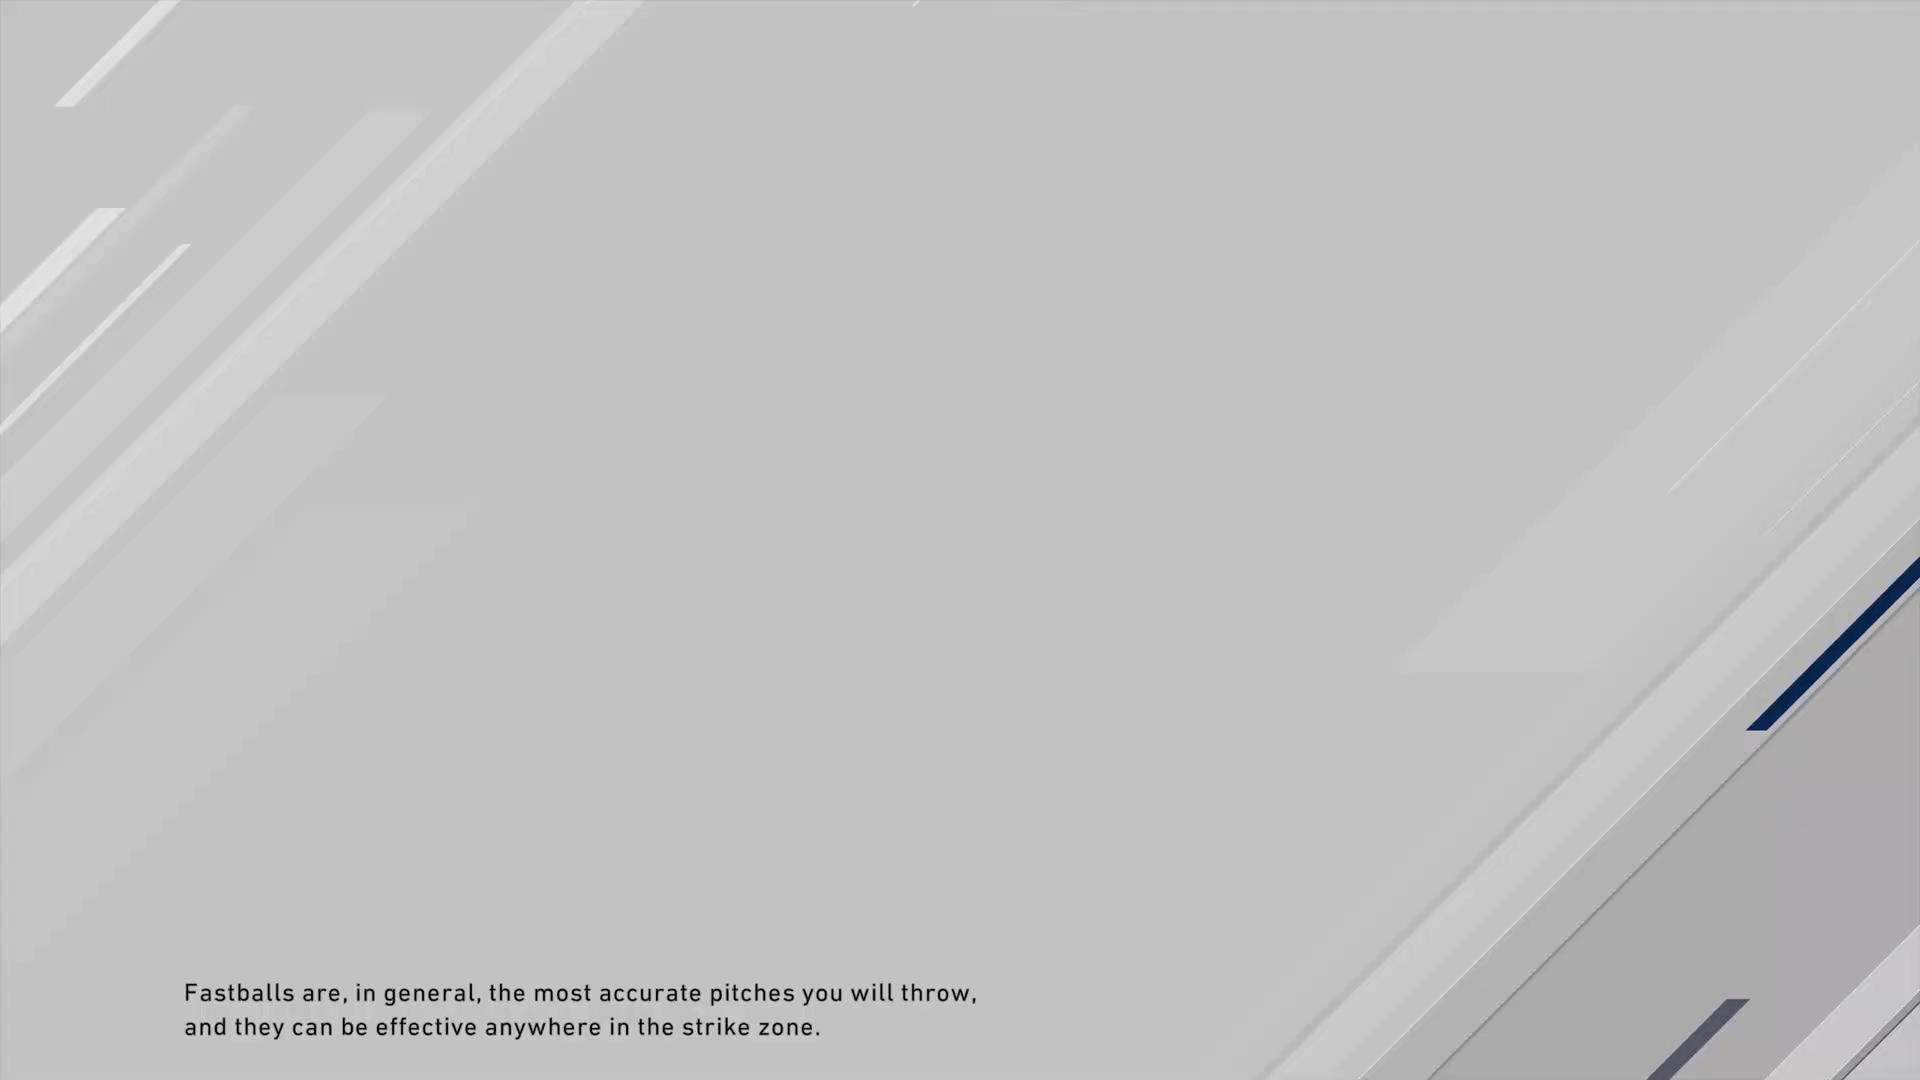 Fastballs are, in general, the most accurate pitches you will throw,
and they can be effective anywhere in the strike zone.